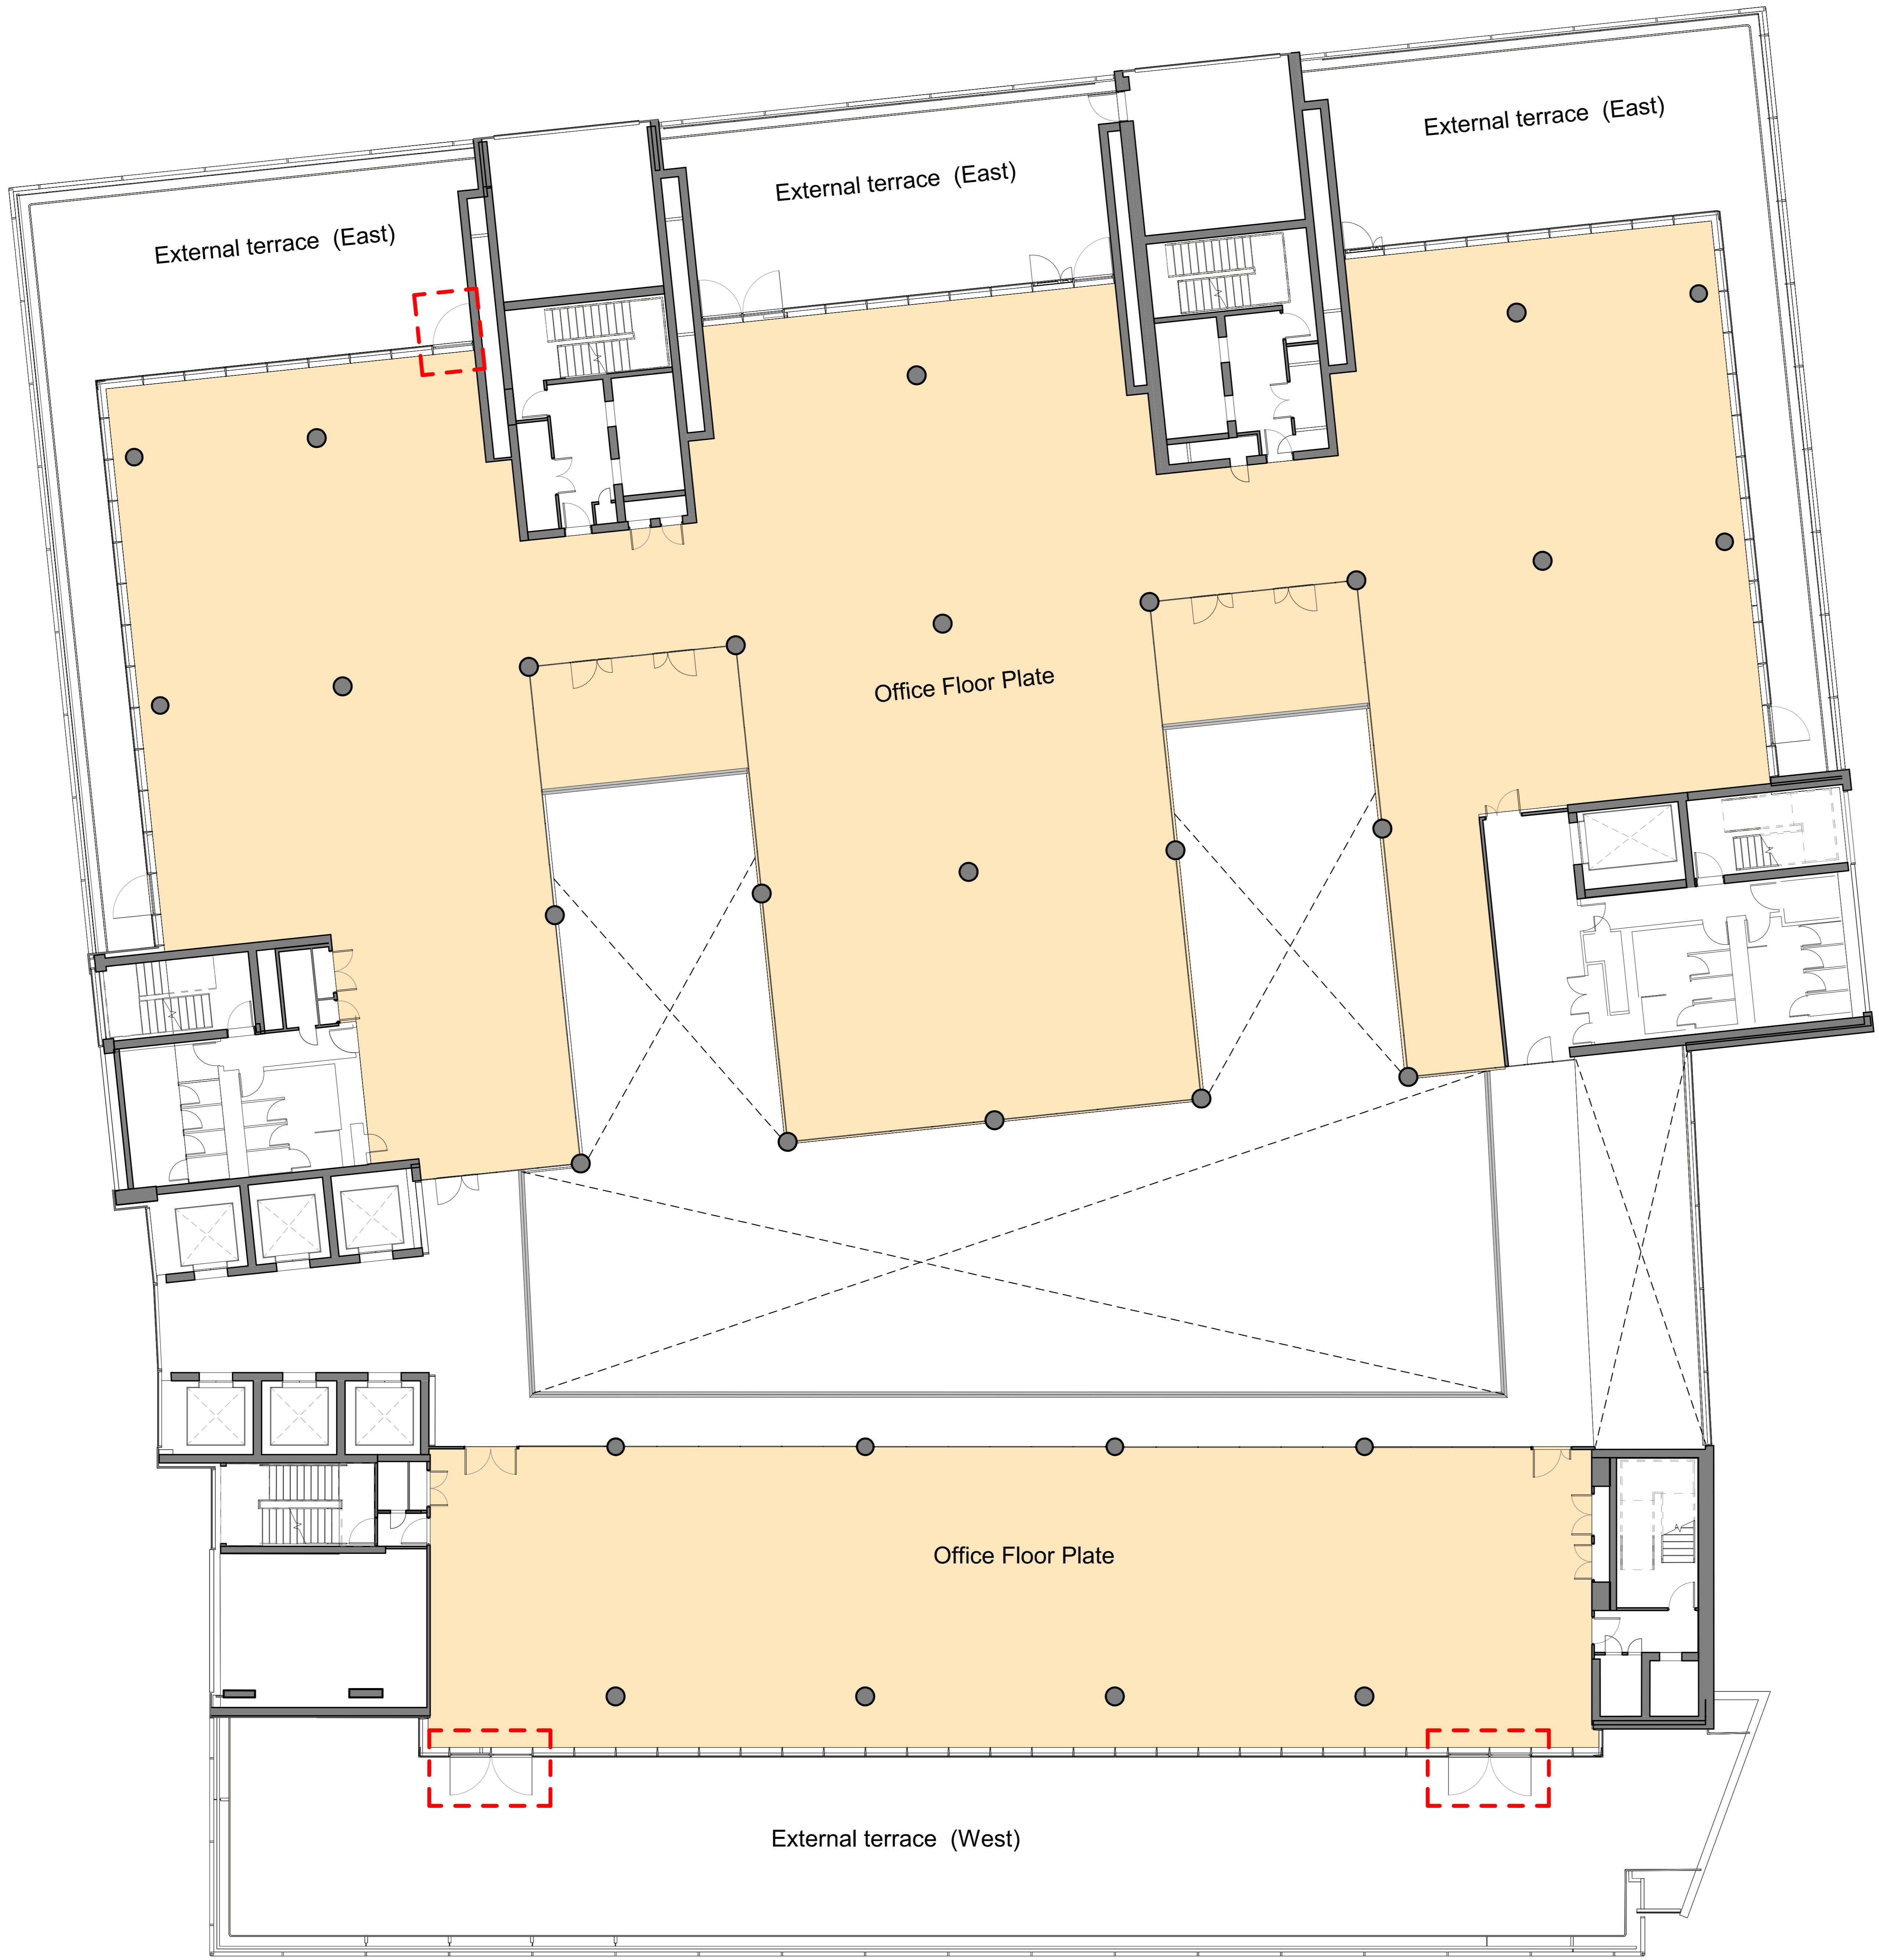 External terrace  (East)
External terrace  (East)
External terrace  (East)
Office Floor Plate
Office Floor Plate
External terrace  (West)